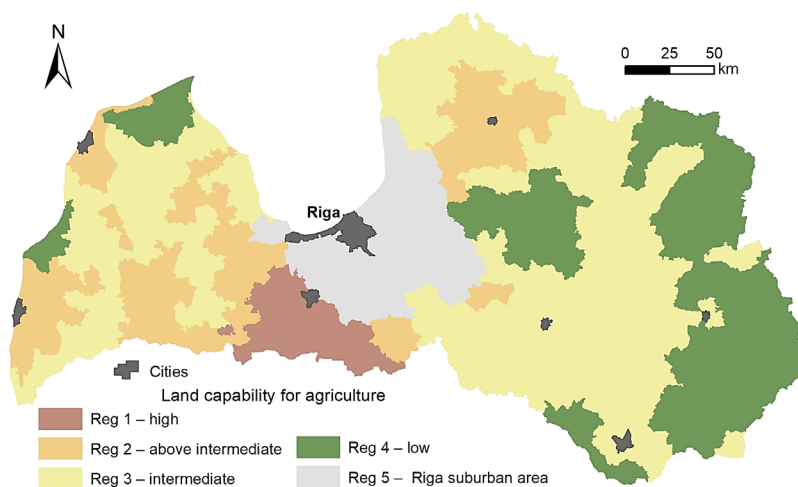 N
0 25 50
km
Riga
Cities
Land capability for agriculture
Reg 1 – high
Reg 2 – above intermediate
Reg 3 – intermediate
Reg 4 – low
Reg 5 – Riga suburban area